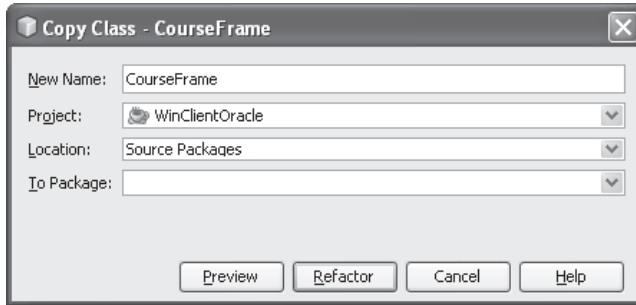 Copy Class - CourseFrame
New Name: CourseFrame
Project: WinClientOracle
Location: Source Packages
To Package:
Preview Refactor Cancel Help